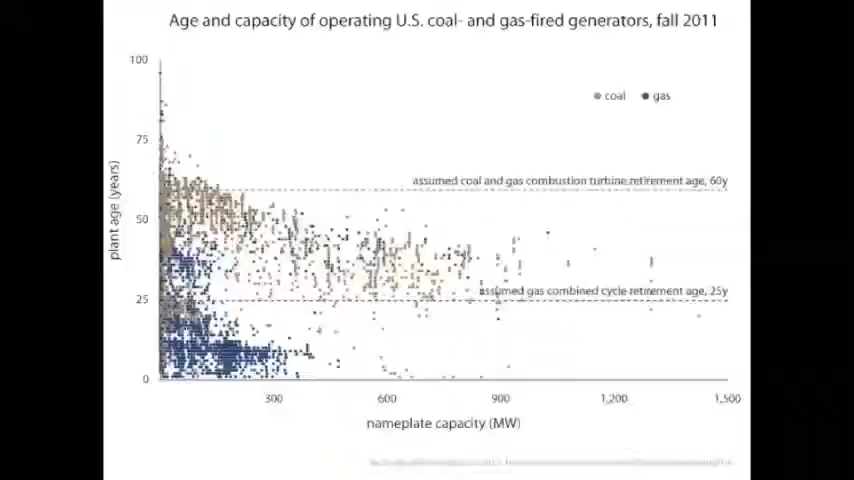 Age and capacity of operating U.S. coal- and gas-fired generators, fall 2011
100
coal
gas
75
assumed coal and gas combustion turbine retirement age, 60y
plant age (years)
50
assumed gas combined cycle retirement age, 25y
25
0
300
600
900
1,200
1,500
nameplate capacity (MW)